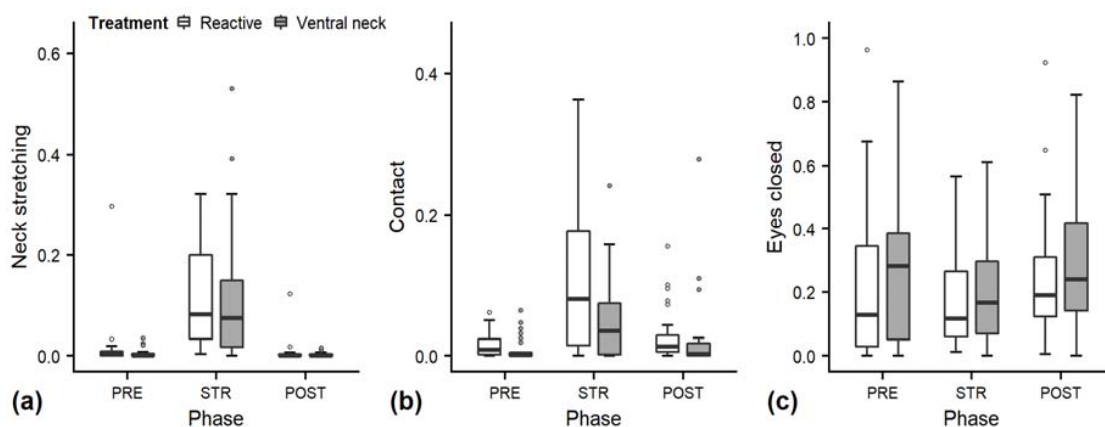 Treatment Reactive Ventral neck
Neck stretching
0.6
0.4
0.2
0.0
PRE STR POST
Phase
(a)
Contact
0.4
0.2
0.0
PRE STR POST
Phase
(b)
Eyes closed
1.0
0.8
0.6
0.4
0.2
0.0
PRE STR POST
Phase
(c)